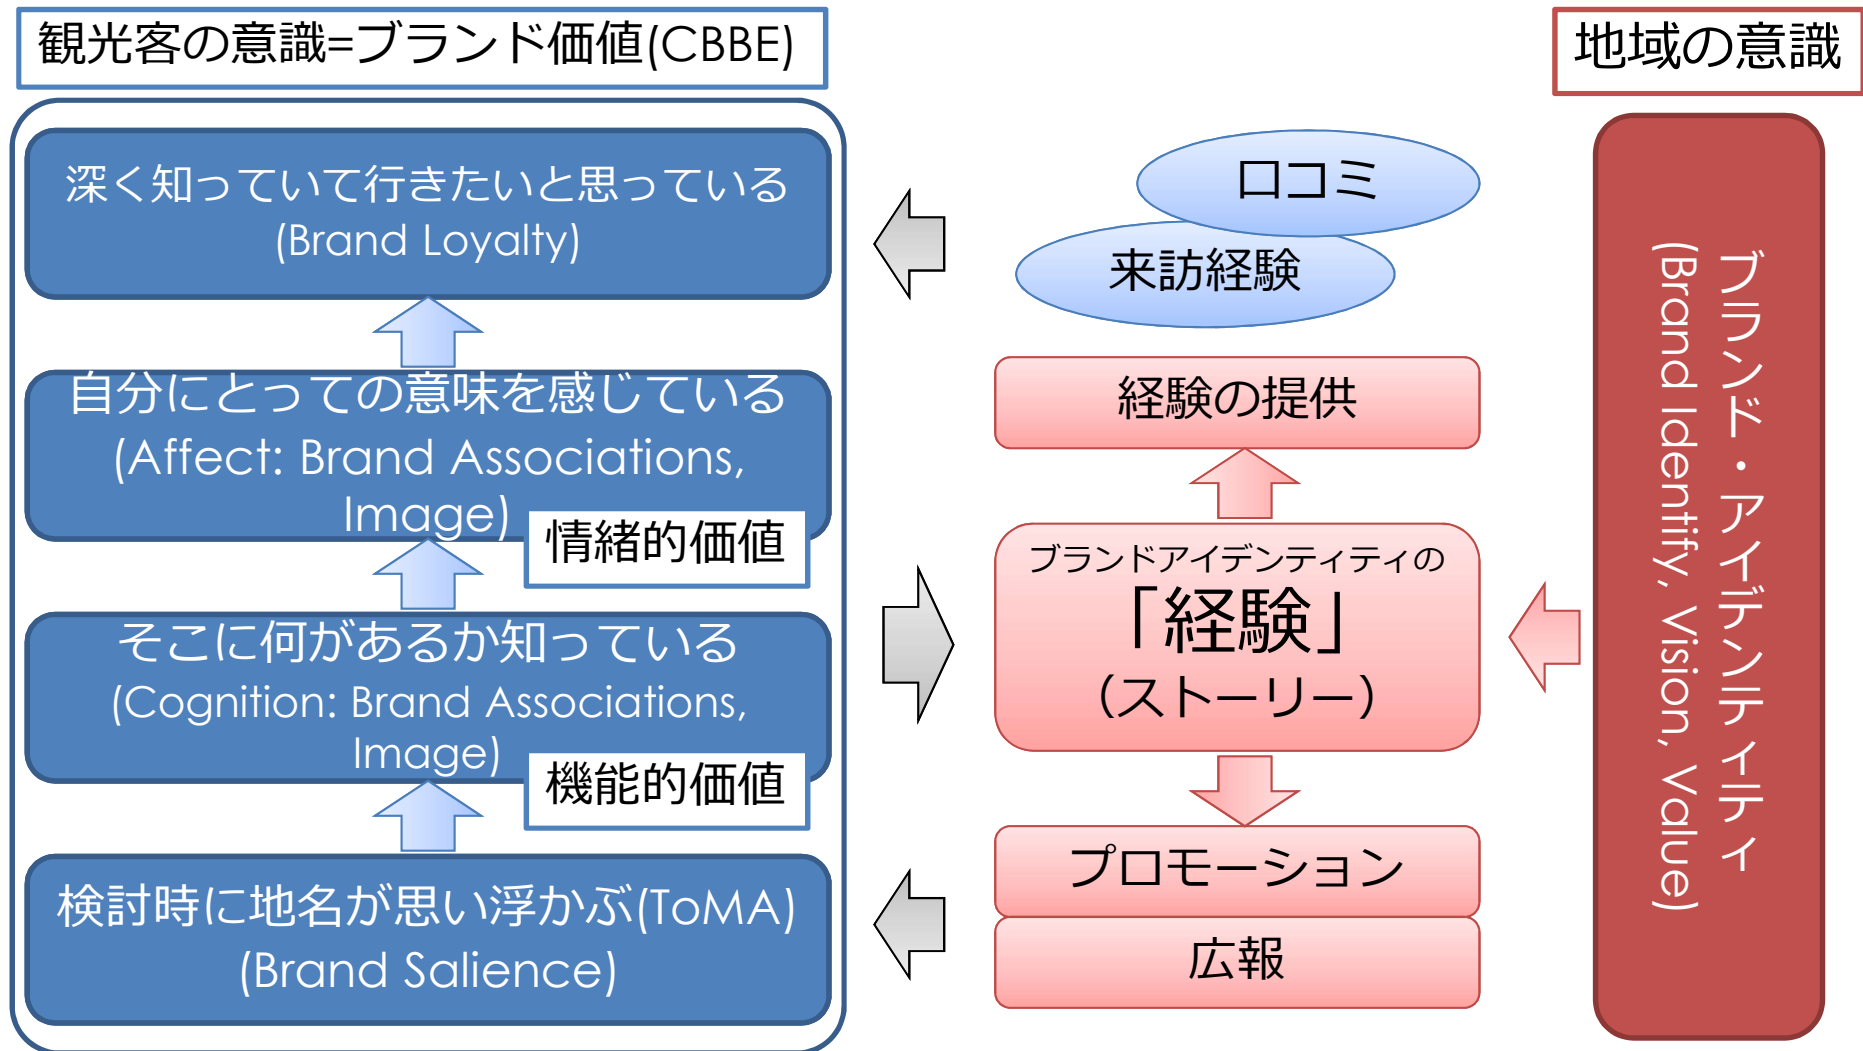 観光客の意識=ブランド価値(CBBE)
深く知っていて行きたいと思っている
(Brand Loyalty)
自分にとっての意味を感じている
(Affect: Brand Associations,
Image)
情緒的価値
そこに何があるか知っている
(Cognition: Brand Associations,
Image)
機能的価値
検討時に地名が思い浮かぶ(ToMA)
(Brand Salience)
口コミ
来訪経験
経験の提供
ブランドアイデンティティの
「経験」
（ストーリー）
プロモーション
広報
地域の意識
ブランド・アイデンティティ
(Brand Identify, Vision, Value)